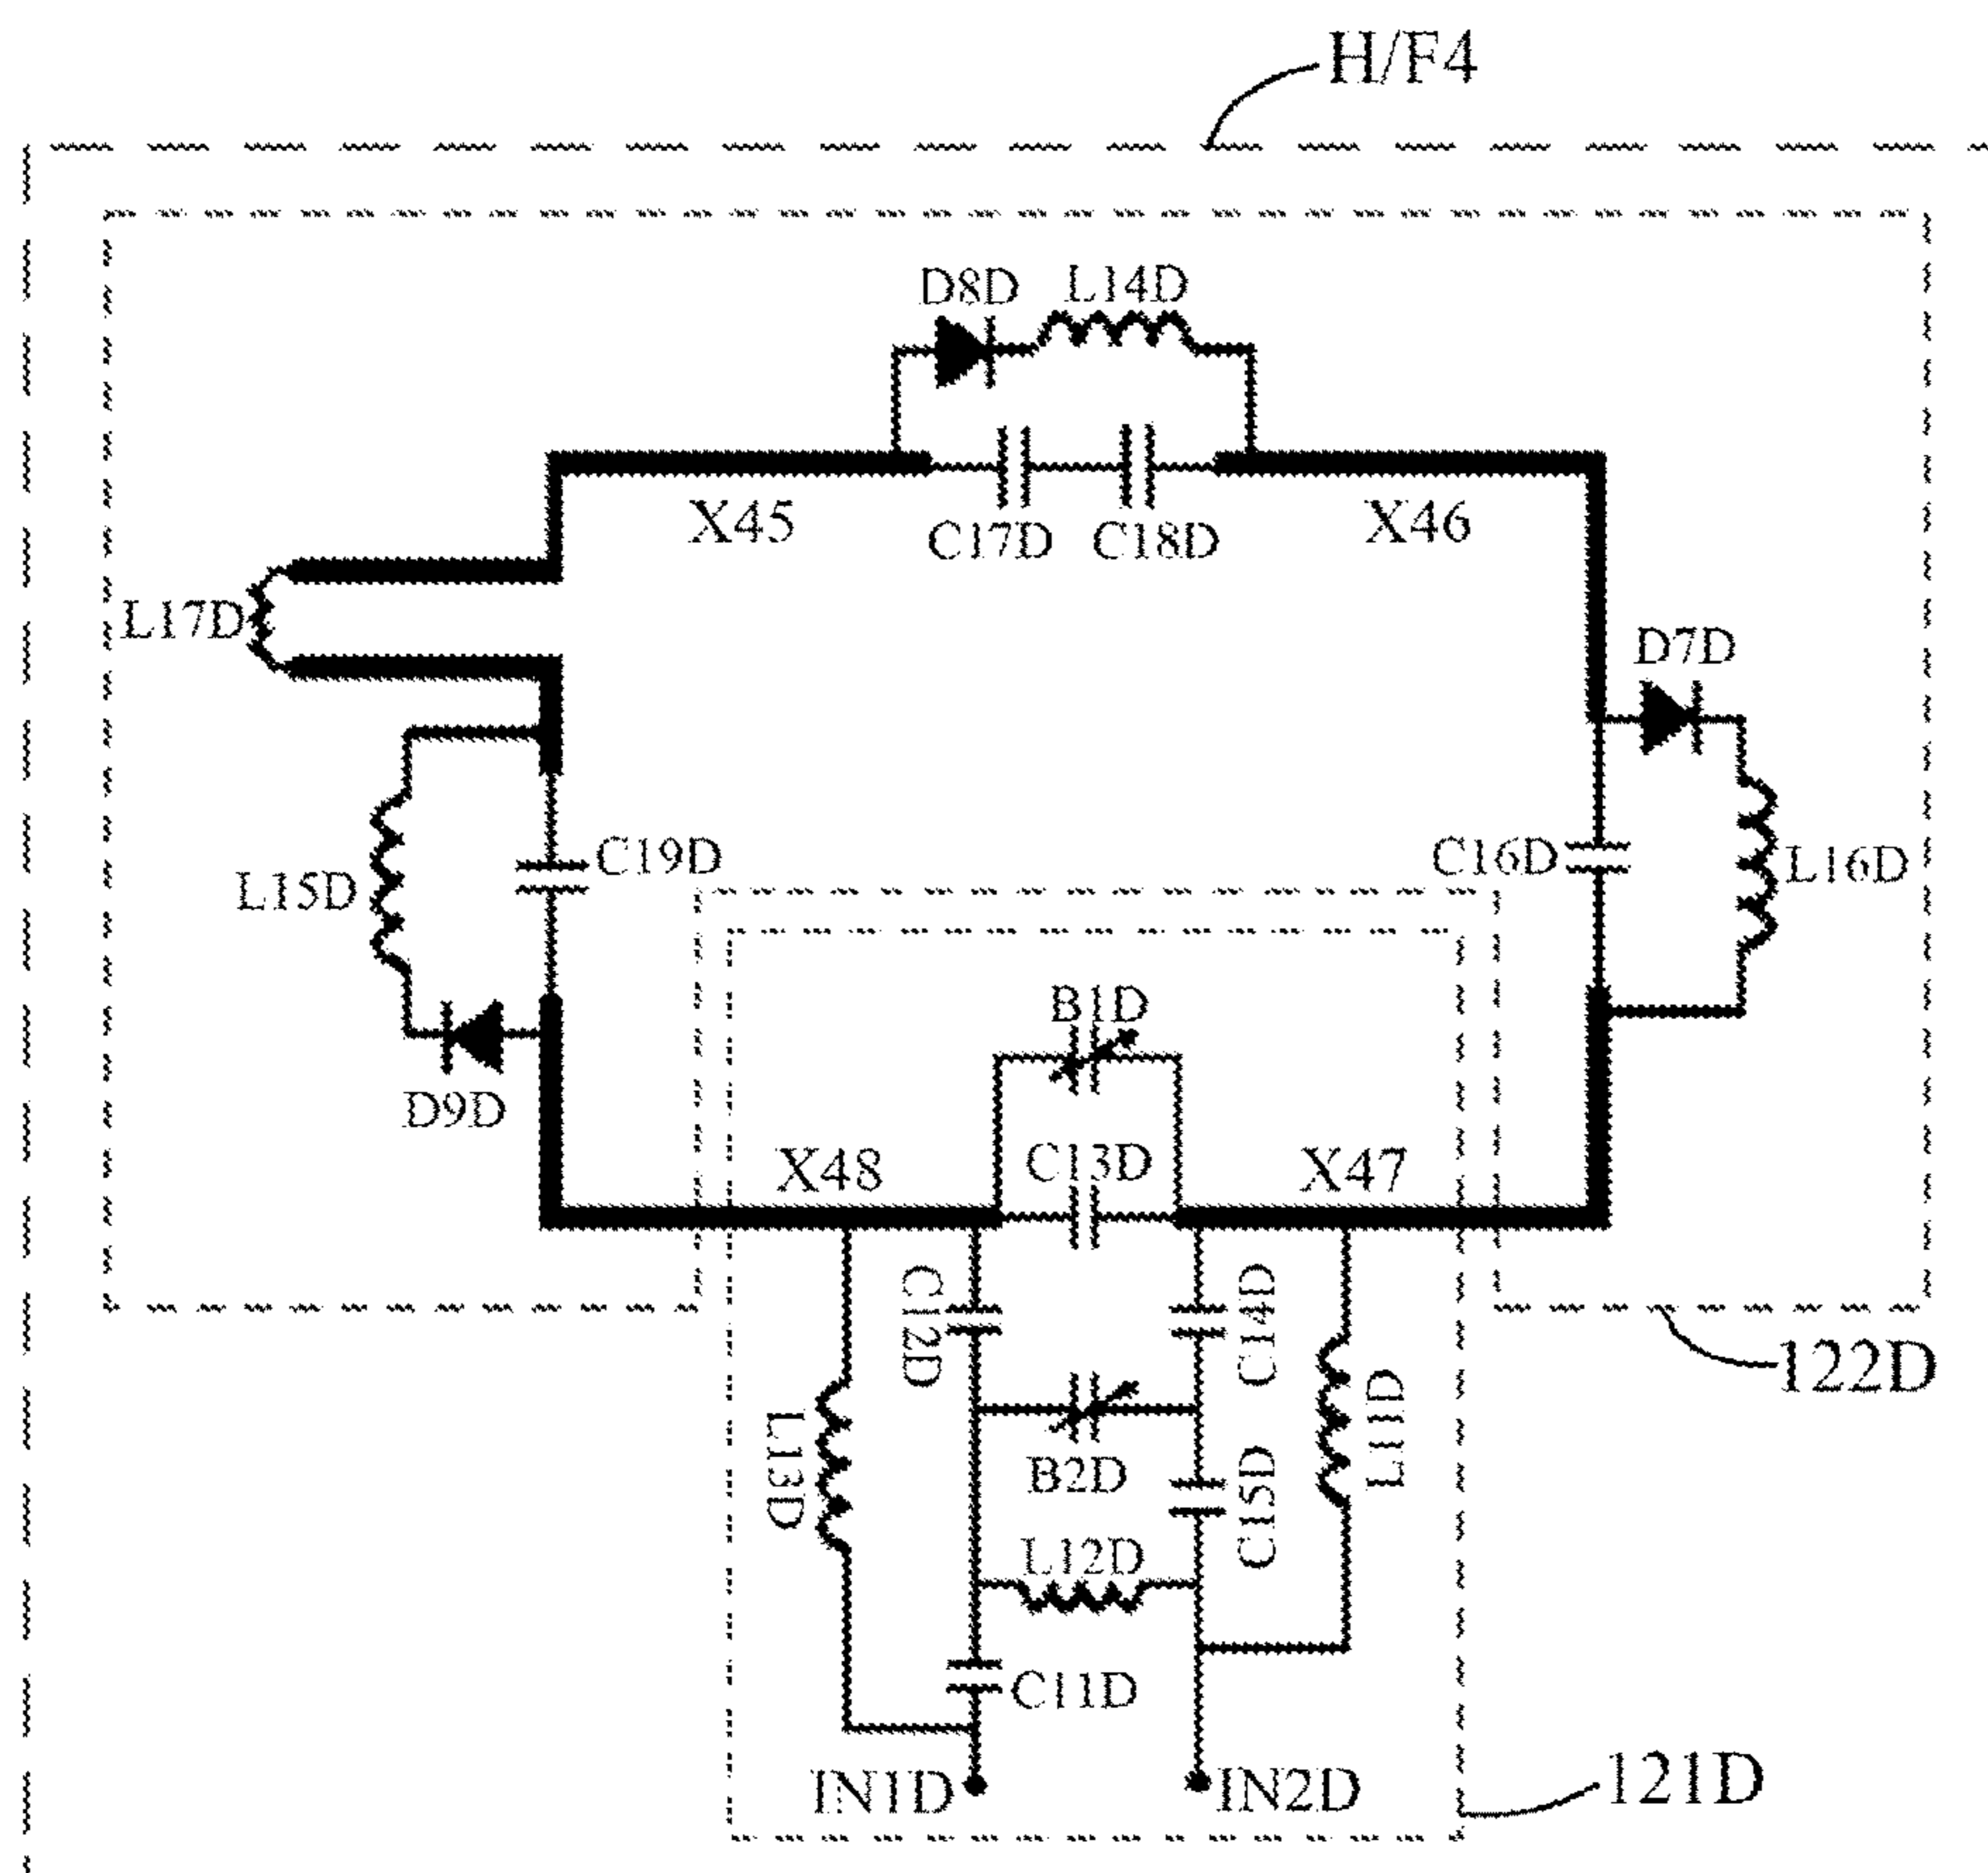 H/F4
D8D
L14D
X45
C17D
C18D
X46
L17D
D7D
C19D
C16D
L15D
L16D
B1D
D9D
X48
C13D
X47
C12D
C14D
122D
L13D
L11D
B2D
C15D
L12D
C11D
IN1D
IN2D
121D